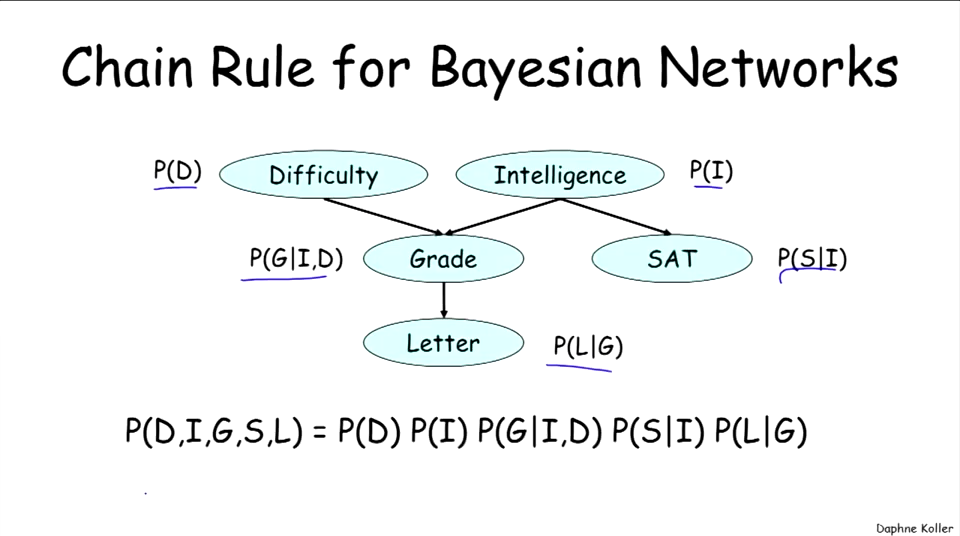 Chain Rule for Bayesian Networks
P(D) Difficulty Intelligence P(I)
P(G|I,D) Grade SAT P(S|I)
Letter P(L|G)
P(D,I,G,S,L) = P(D) P(I) P(G|I,D) P(S|I) P(L|G)
Daphne Koller